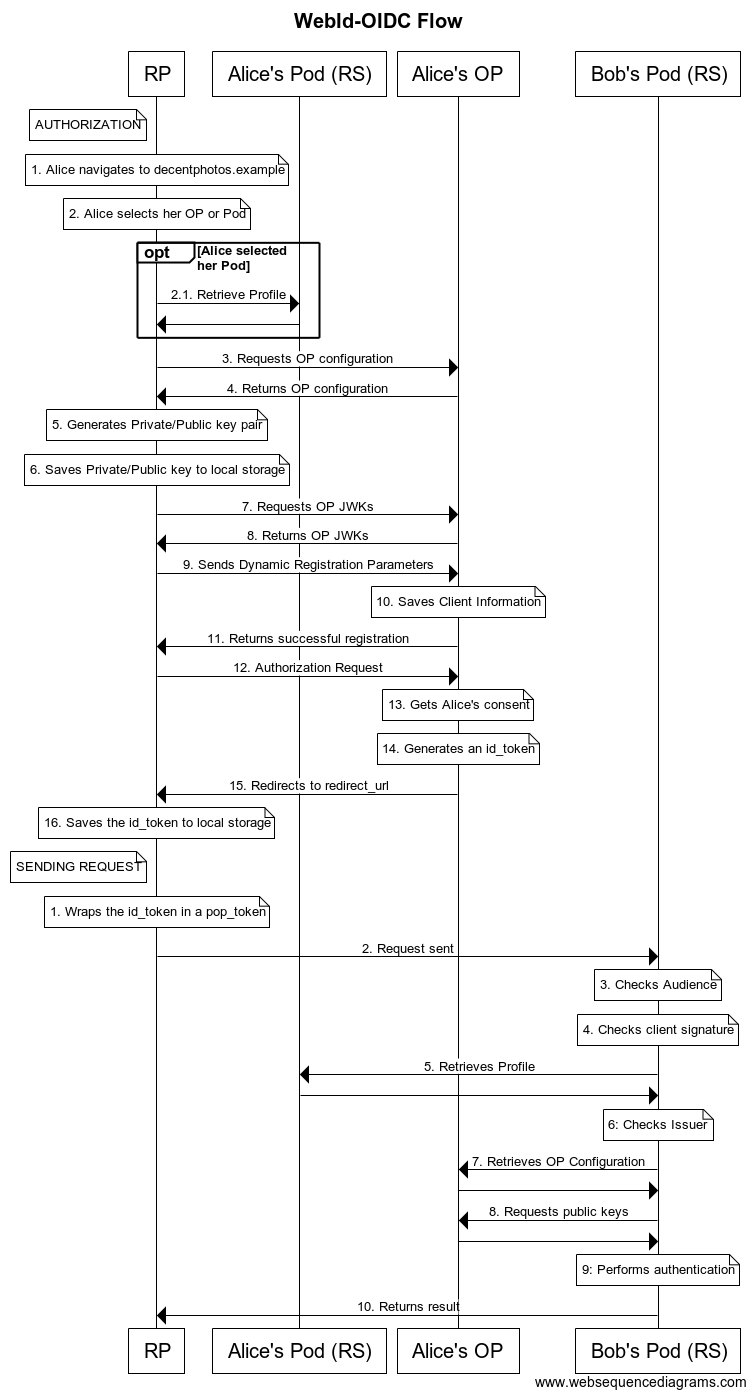 WebId-OIDC Flow
RP
Alice's Pod (RS)
Alice's OP
Bob's Pod (RS)
AUTHORIZATION
1. Alice navigates to decentphotos.example
2. Alice selects her OP or Pod
opt
[Alice selected
her Pod]
2.1. Retrieve Profile
3. Requests OP configuration
4. Returns OP configuration
5. Generates Private/Public key pair
6. Saves Private/Public key to local storage
7. Requests OP JWKs
8. Returns OP JWKs
9. Sends Dynamic Registration Parameters
10. Saves Client Information
11. Returns successful registration
12. Authorization Request
13. Gets Alice's consent
14. Generates an id_token
15. Redirects to redirect_url
16. Saves the id_token to local storage
SENDING REQUEST
1. Wraps the id_token in a pop_token
2. Request sent
3. Checks Audience
4. Checks client signature
5. Retrieves Profile
6: Checks Issuer
7. Retrieves OP Configuration
8. Requests public keys
9: Performs authentication
10. Returns result
RP
Alice's Pod (RS)
Alice's OP
Bob's Pod (RS)
www.websequencediagrams.com